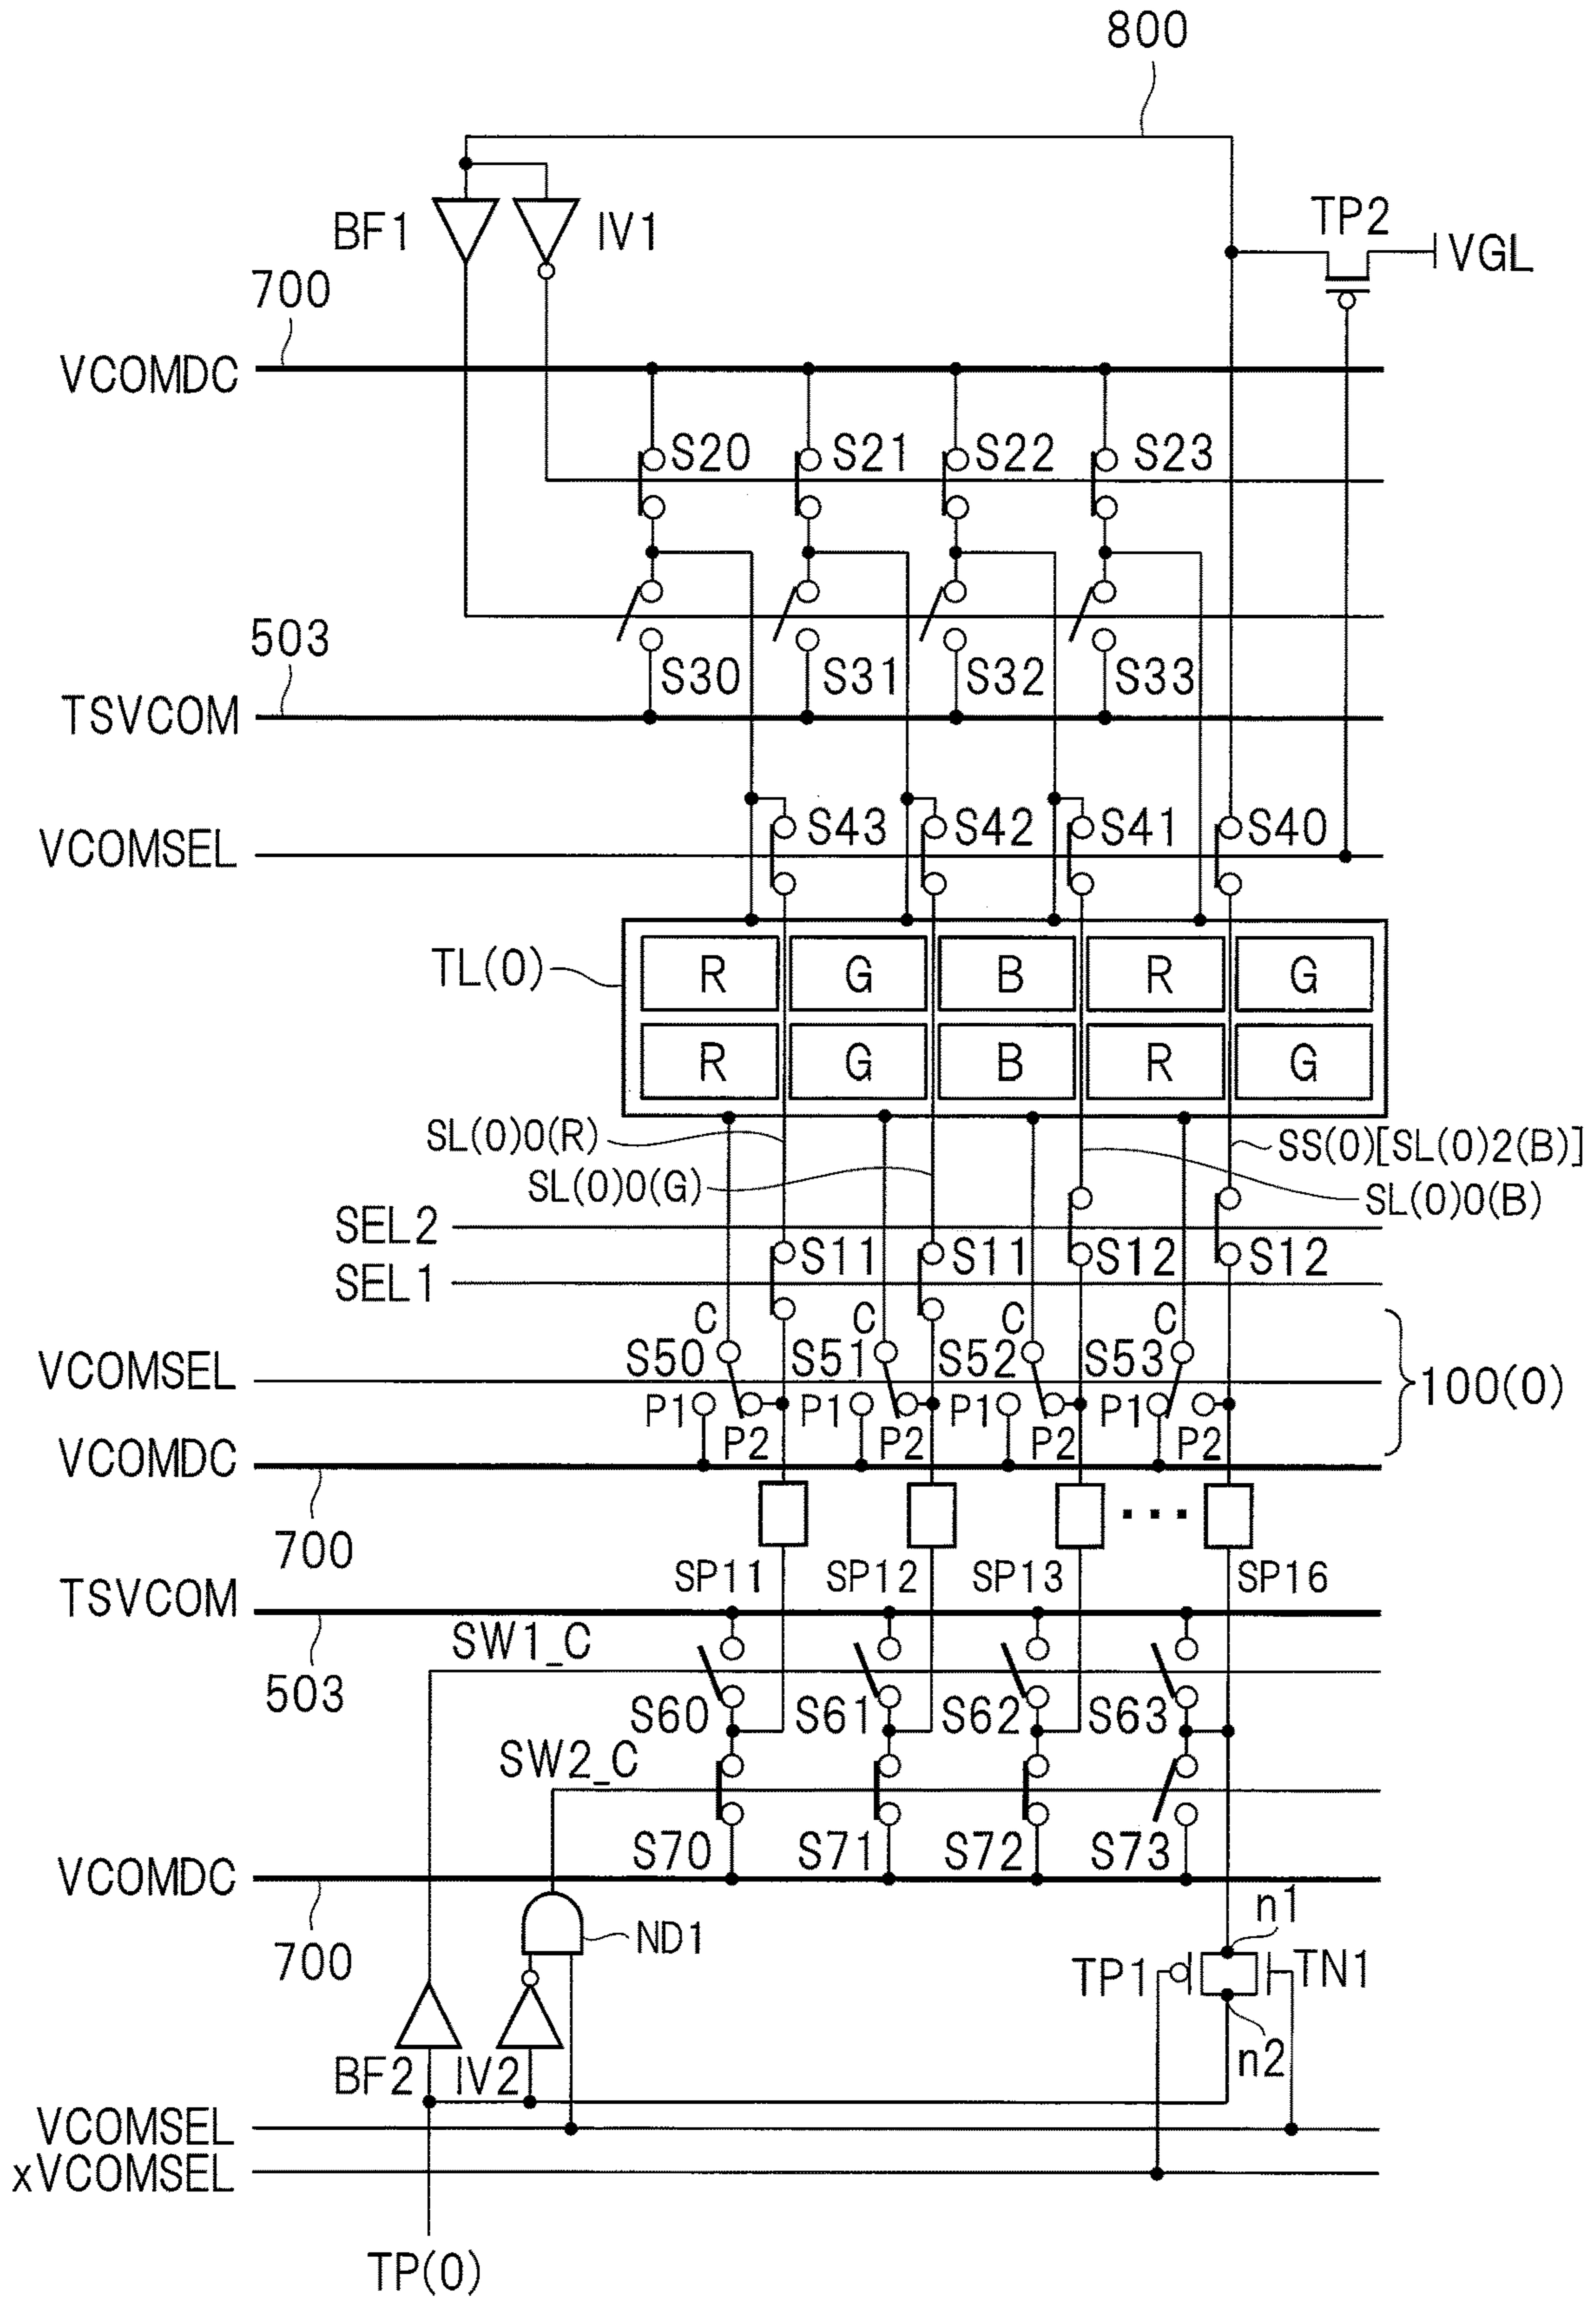 800
BF1 IV1 TP2
VGL
700
VCOMDC
S20 S21 S22 S23
503
S30 S31 S32 S33
TSVCOM
VCOMSEL S43 S42 S41 S40
TL(0)
R G B R G
R G B R G
SL(0)0(R) SS(0)[SL(0)2(B)]
SL(0)0(G) SL(0)0(B)
SEL2
S11 S11 S12 S12
SEL1
C C C C
VCOMSEL S50 S51 S52 S53
100(0)
P1 P1 P1 P1
P2 P2 P2 P2
VCOMDC
700
SP11 SP12 SP13 ... SP16
TSVCOM
SW1_C
503
S60 S61 S62 S63
SW2_C
S70 S71 S72 S73
VCOMDC
n1
ND1
700
TP1 TN1
n2
BF2 IV2
VCOMSEL
xVCOMSEL
TP(0)